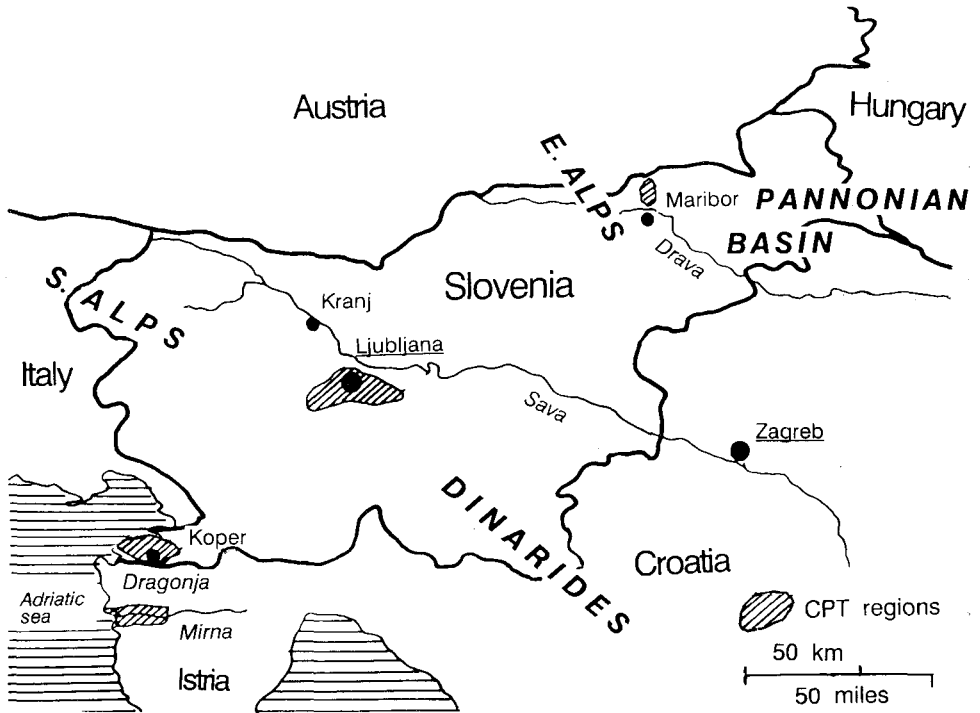 Austria
Hungary
E. ALPS
Maribor
PANNONIAN
BASIN
Drava
S. ALPS
Slovenia
Kranj
Ljubljana
Italy
Sava
Zagreb
DINARIDES
Koper
Croatia
Dragonja
Adriatic
sea
Mirna
CPT regions
Istria
50 km
50 miles